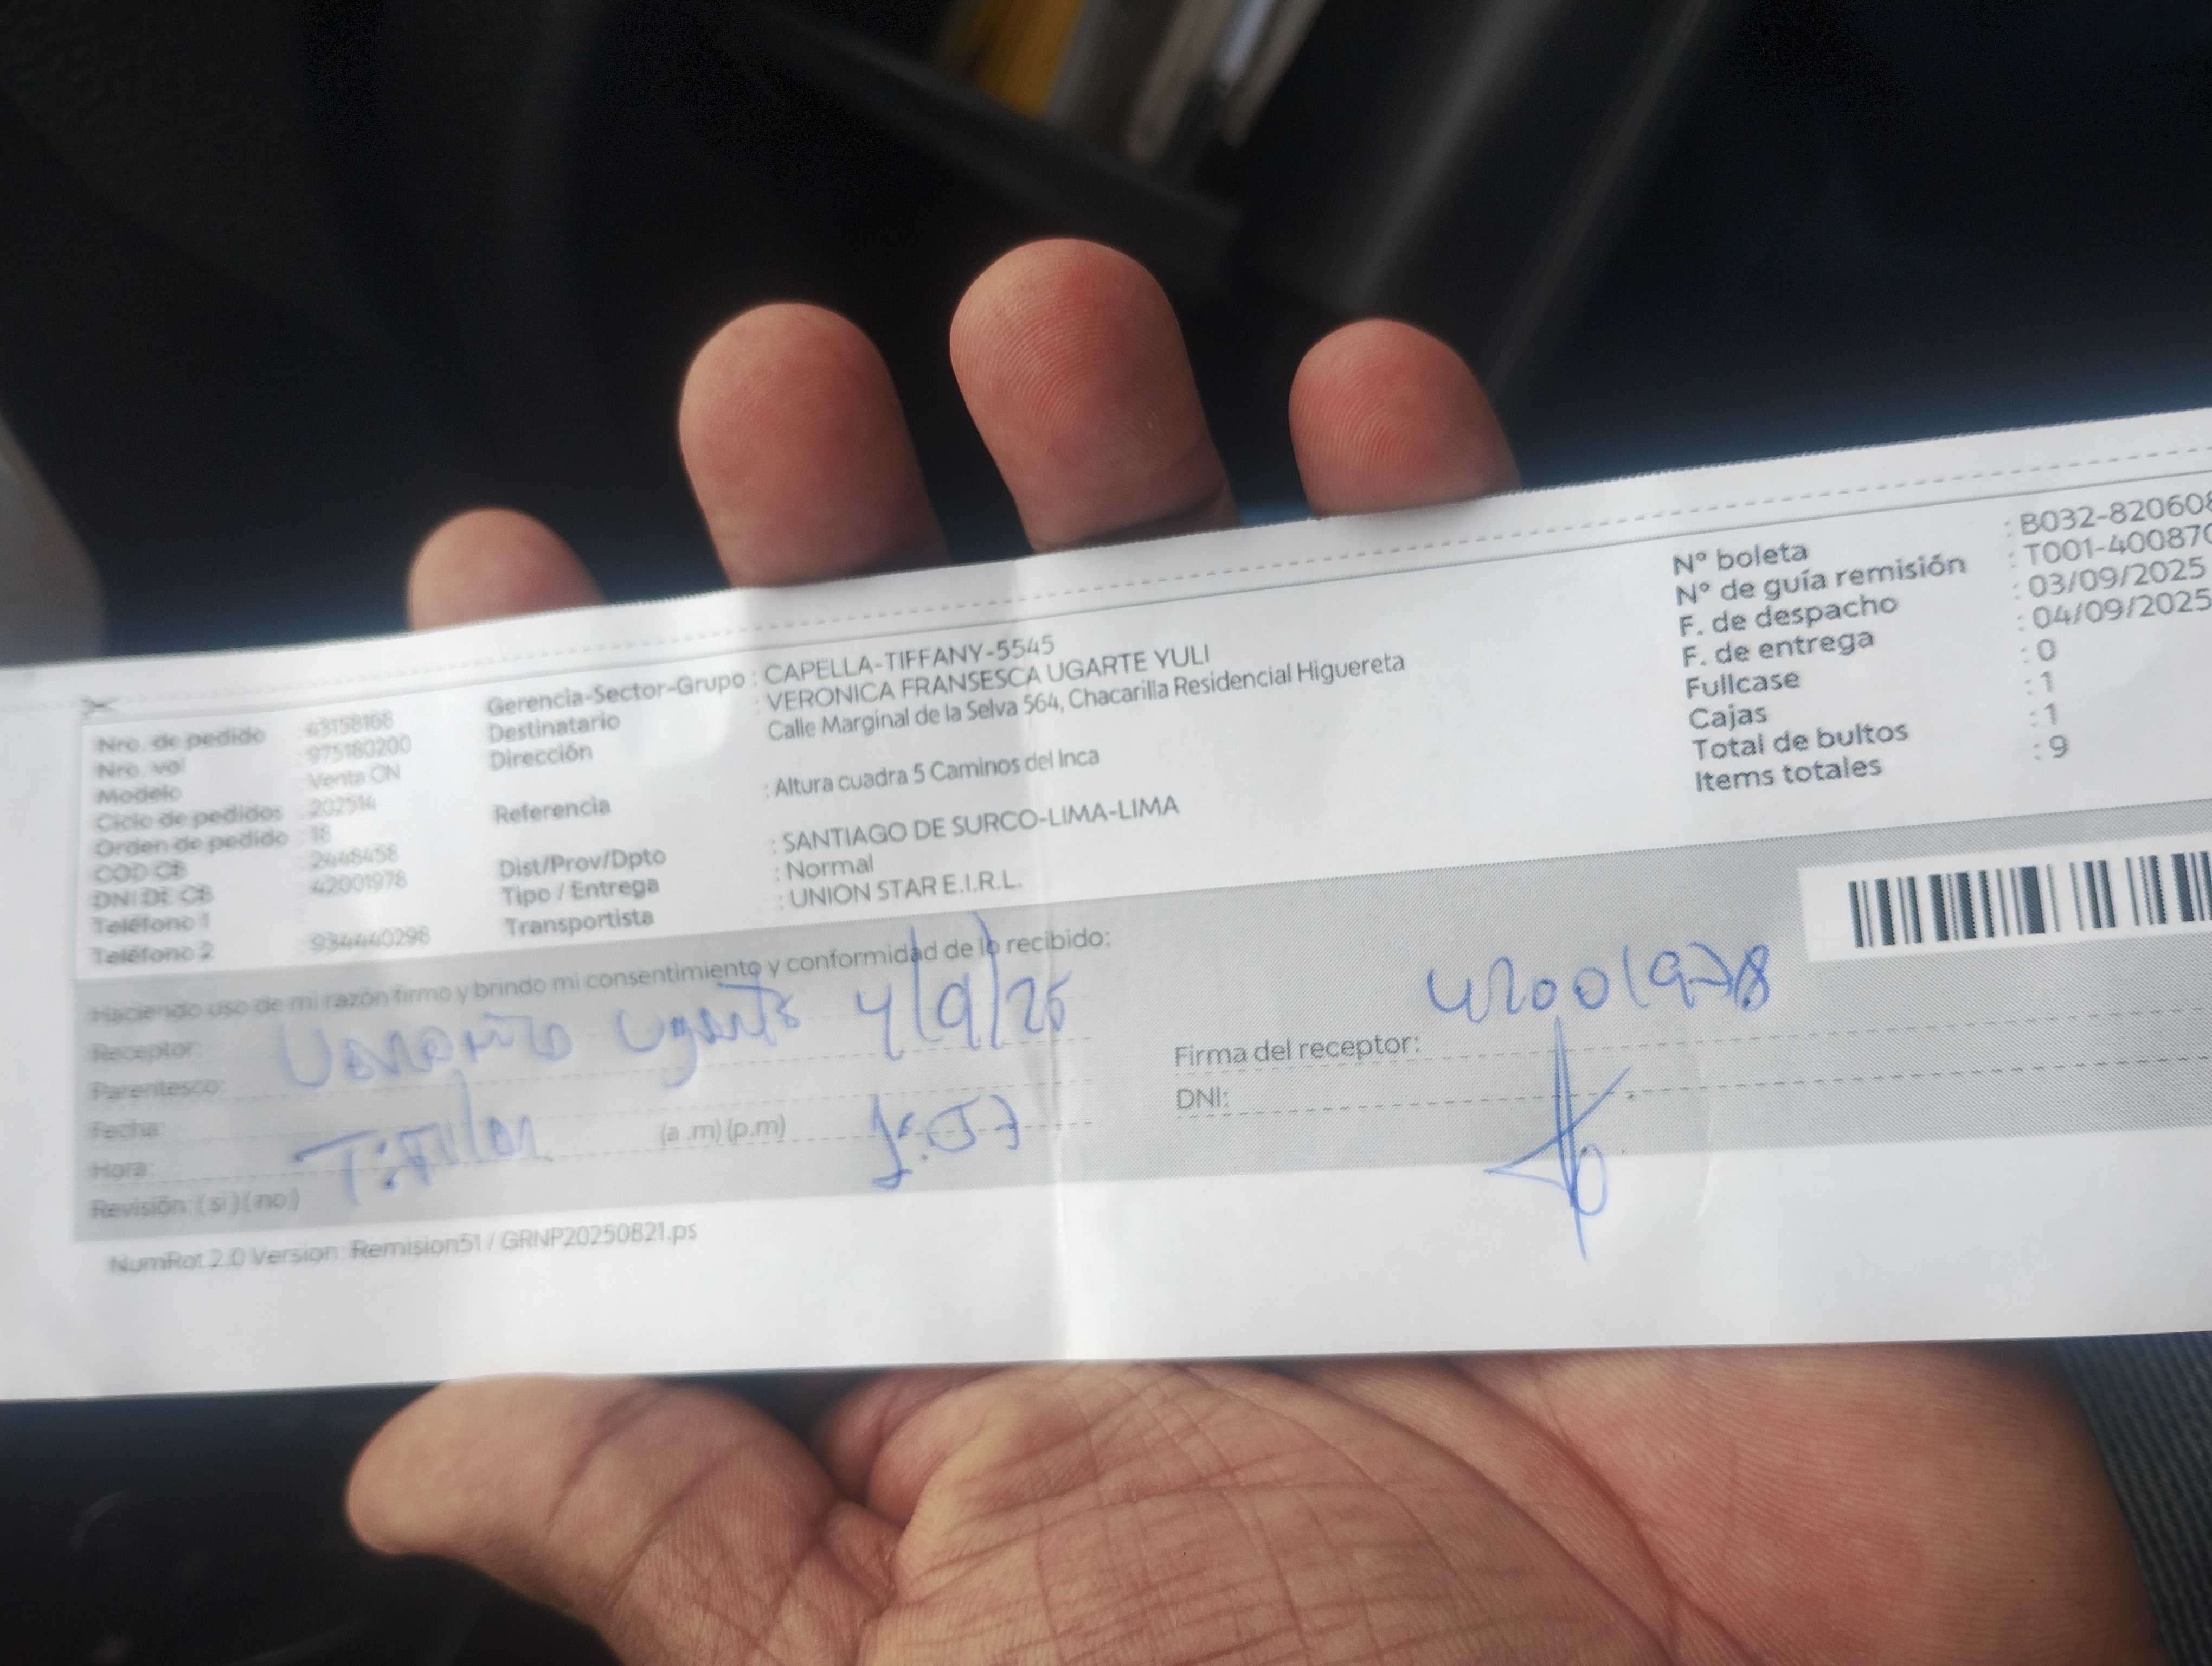 Nro. de pedido : 43158168
Nro. vol : 975180200
Modelo : Venta CN
Ciclo de pedidos : 202514
Orden de pedido : 18
COD CB : 2448458
DNI DE CB : 42001978
Teléfono 1
Teléfono 2 : 934440298
Gerencia-Sector-Grupo : CAPELLA-TIFFANY-5545
Destinatario : VERONICA FRANSESCA UGARTE YULI
Dirección : Calle Marginal de la Selva 564, Chacarilla Residencial Higuereta
Referencia : Altura cuadra 5 Caminos del Inca
Dist/Prov/Dpto : SANTIAGO DE SURCO-LIMA-LIMA
Tipo / Entrega : Normal
Transportista : UNION STAR E.I.R.L.
N° boleta : B032-820608
N° de guía remisión : T001-400870
F. de despacho : 03/09/2025
F. de entrega : 04/09/2025
Fullcase : 0
Cajas : 1
Total de bultos : 1
Items totales : 9
Haciendo uso de mi razón firmo y brindo mi consentimiento y conformidad de lo recibido:
Receptor: Ugarte 4/9/25
Parentesco:
Fecha:
Hora: (a .m) (p.m)
Revisión: ( si ) ( no )
42001978
Firma del receptor:
DNI:
NumRot 2.0 Version: Remision51 / GRNP20250821.ps